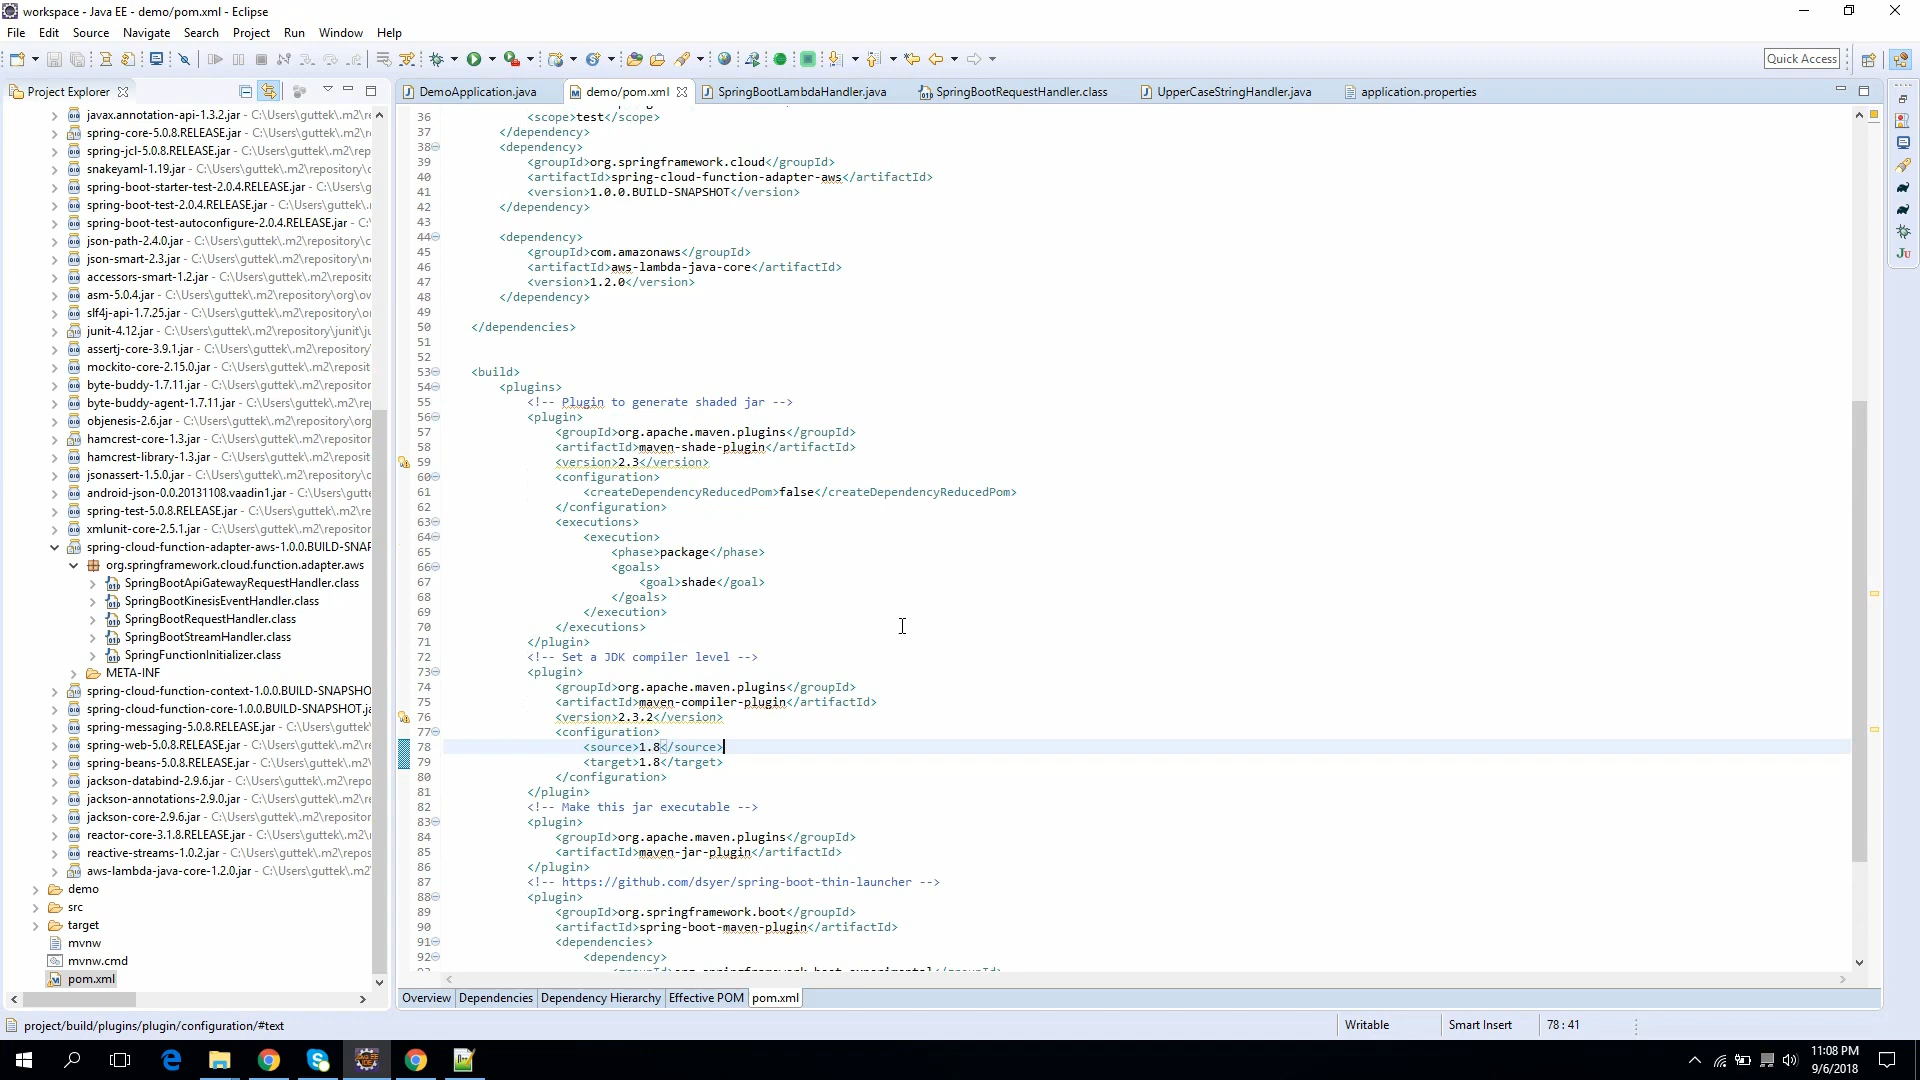 workspace - Java EE - demo/pom.xml - Eclipse
File Edit Source Navigate Search Project Run Window Help
Quick Access
Project Explorer
DemoApplication.java demo/pom.xml SpringBootLambdaHandler.java SpringBootRequestHandler.class UpperCaseStringHandler.java application.properties
javax.annotation-api-1.3.2.jar - C:\Users\guttek\.m2\r
spring-core-5.0.8.RELEASE.jar - C:\Users\guttek\.m2\r
spring-jcl-5.0.8.RELEASE.jar - C:\Users\guttek\.m2\rep
snakeyaml-1.19.jar - C:\Users\guttek\.m2\repository\
spring-boot-starter-test-2.0.4.RELEASE.jar - C:\Users\g
spring-boot-test-2.0.4.RELEASE.jar - C:\Users\guttek\.
spring-boot-test-autoconfigure-2.0.4.RELEASE.jar - C:
json-path-2.4.0.jar - C:\Users\guttek\.m2\repository\c
json-smart-2.3.jar - C:\Users\guttek\.m2\repository\ne
accessors-smart-1.2.jar - C:\Users\guttek\.m2\reposit
asm-5.0.4.jar - C:\Users\guttek\.m2\repository\org\ow
slf4j-api-1.7.25.jar - C:\Users\guttek\.m2\repository\o
junit-4.12.jar - C:\Users\guttek\.m2\repository\junit\ju
assertj-core-3.9.1.jar - C:\Users\guttek\.m2\repository
mockito-core-2.15.0.jar - C:\Users\guttek\.m2\reposit
byte-buddy-1.7.11.jar - C:\Users\guttek\.m2\repositor
byte-buddy-agent-1.7.11.jar - C:\Users\guttek\.m2\re
objenesis-2.6.jar - C:\Users\guttek\.m2\repository\org
hamcrest-core-1.3.jar - C:\Users\guttek\.m2\reposito
hamcrest-library-1.3.jar - C:\Users\guttek\.m2\reposit
jsonassert-1.5.0.jar - C:\Users\guttek\.m2\repository\
android-json-0.0.20131108.vaadin1.jar - C:\Users\gutte
spring-test-5.0.8.RELEASE.jar - C:\Users\guttek\.m2\re
xmlunit-core-2.5.1.jar - C:\Users\guttek\.m2\repositor
spring-cloud-function-adapter-aws-1.0.0.BUILD-SNAP
org.springframework.cloud.function.adapter.aws
SpringBootApiGatewayRequestHandler.class
SpringBootKinesisEventHandler.class
SpringBootRequestHandler.class
SpringBootStreamHandler.class
SpringFunctionInitializer.class
META-INF
spring-cloud-function-context-1.0.0.BUILD-SNAPSHO
spring-cloud-function-core-1.0.0.BUILD-SNAPSHOT.ja
spring-messaging-5.0.8.RELEASE.jar - C:\Users\guttek
spring-web-5.0.8.RELEASE.jar - C:\Users\guttek\.m2\re
spring-beans-5.0.8.RELEASE.jar - C:\Users\guttek\.m2\
jackson-databind-2.9.6.jar - C:\Users\guttek\.m2\repo
jackson-annotations-2.9.0.jar - C:\Users\guttek\.m2\re
jackson-core-2.9.6.jar - C:\Users\guttek\.m2\repositor
reactor-core-3.1.8.RELEASE.jar - C:\Users\guttek\.m2\
reactive-streams-1.0.2.jar - C:\Users\guttek\.m2\repos
aws-lambda-java-core-1.2.0.jar - C:\Users\guttek\.m2\
demo
src
target
mvnw
mvnw.cmd
pom.xml
36 <scope>test</scope>
37 </dependency>
38 <dependency>
39 <groupId>org.springframework.cloud</groupId>
40 <artifactId>spring-cloud-function-adapter-aws</artifactId>
41 <version>1.0.0.BUILD-SNAPSHOT</version>
42 </dependency>
43
44 <dependency>
45 <groupId>com.amazonaws</groupId>
46 <artifactId>aws-lambda-java-core</artifactId>
47 <version>1.2.0</version>
48 </dependency>
49
50 </dependencies>
51
52
53 <build>
54 <plugins>
55 <!-- Plugin to generate shaded jar -->
56 <plugin>
57 <groupId>org.apache.maven.plugins</groupId>
58 <artifactId>maven-shade-plugin</artifactId>
59 <version>2.3</version>
60 <configuration>
61 <createDependencyReducedPom>false</createDependencyReducedPom>
62 </configuration>
63 <executions>
64 <execution>
65 <phase>package</phase>
66 <goals>
67 <goal>shade</goal>
68 </goals>
69 </execution>
70 </executions>
71 </plugin>
72 <!-- Set a JDK compiler level -->
73 <plugin>
74 <groupId>org.apache.maven.plugins</groupId>
75 <artifactId>maven-compiler-plugin</artifactId>
76 <version>2.3.2</version>
77 <configuration>
78 <source>1.8</source>
79 <target>1.8</target>
80 </configuration>
81 </plugin>
82 <!-- Make this jar executable -->
83 <plugin>
84 <groupId>org.apache.maven.plugins</groupId>
85 <artifactId>maven-jar-plugin</artifactId>
86 </plugin>
87 <!-- https://github.com/dsyer/spring-boot-thin-launcher -->
88 <plugin>
89 <groupId>org.springframework.boot</groupId>
90 <artifactId>spring-boot-maven-plugin</artifactId>
91 <dependencies>
92 <dependency>
Overview Dependencies Dependency Hierarchy Effective POM pom.xml
project/build/plugins/plugin/configuration/#text Writable Smart Insert 78 : 41
11:08 PM
9/6/2018